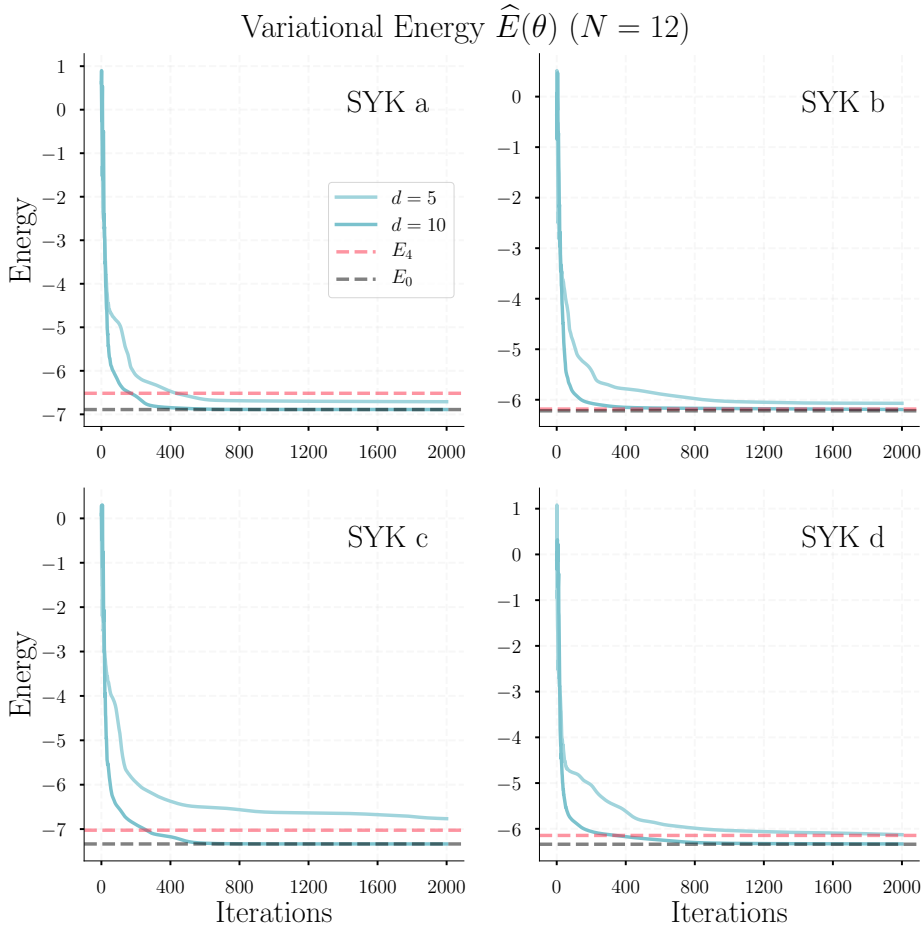 Variational Energy $\widehat{E}(\theta)$ ($N = 12$)
SYK a
1
0
−1
−2
−3
−4
−5
−6
−7
Energy
d = 5
d = 10
E₄
E₀
0 400 800 1200 1600 2000
SYK b
0
−1
−2
−3
−4
−5
−6
0 400 800 1200 1600 2000
SYK c
0
−1
−2
−3
−4
−5
−6
−7
Energy
0 400 800 1200 1600 2000
Iterations
SYK d
1
0
−1
−2
−3
−4
−5
−6
0 400 800 1200 1600 2000
Iterations